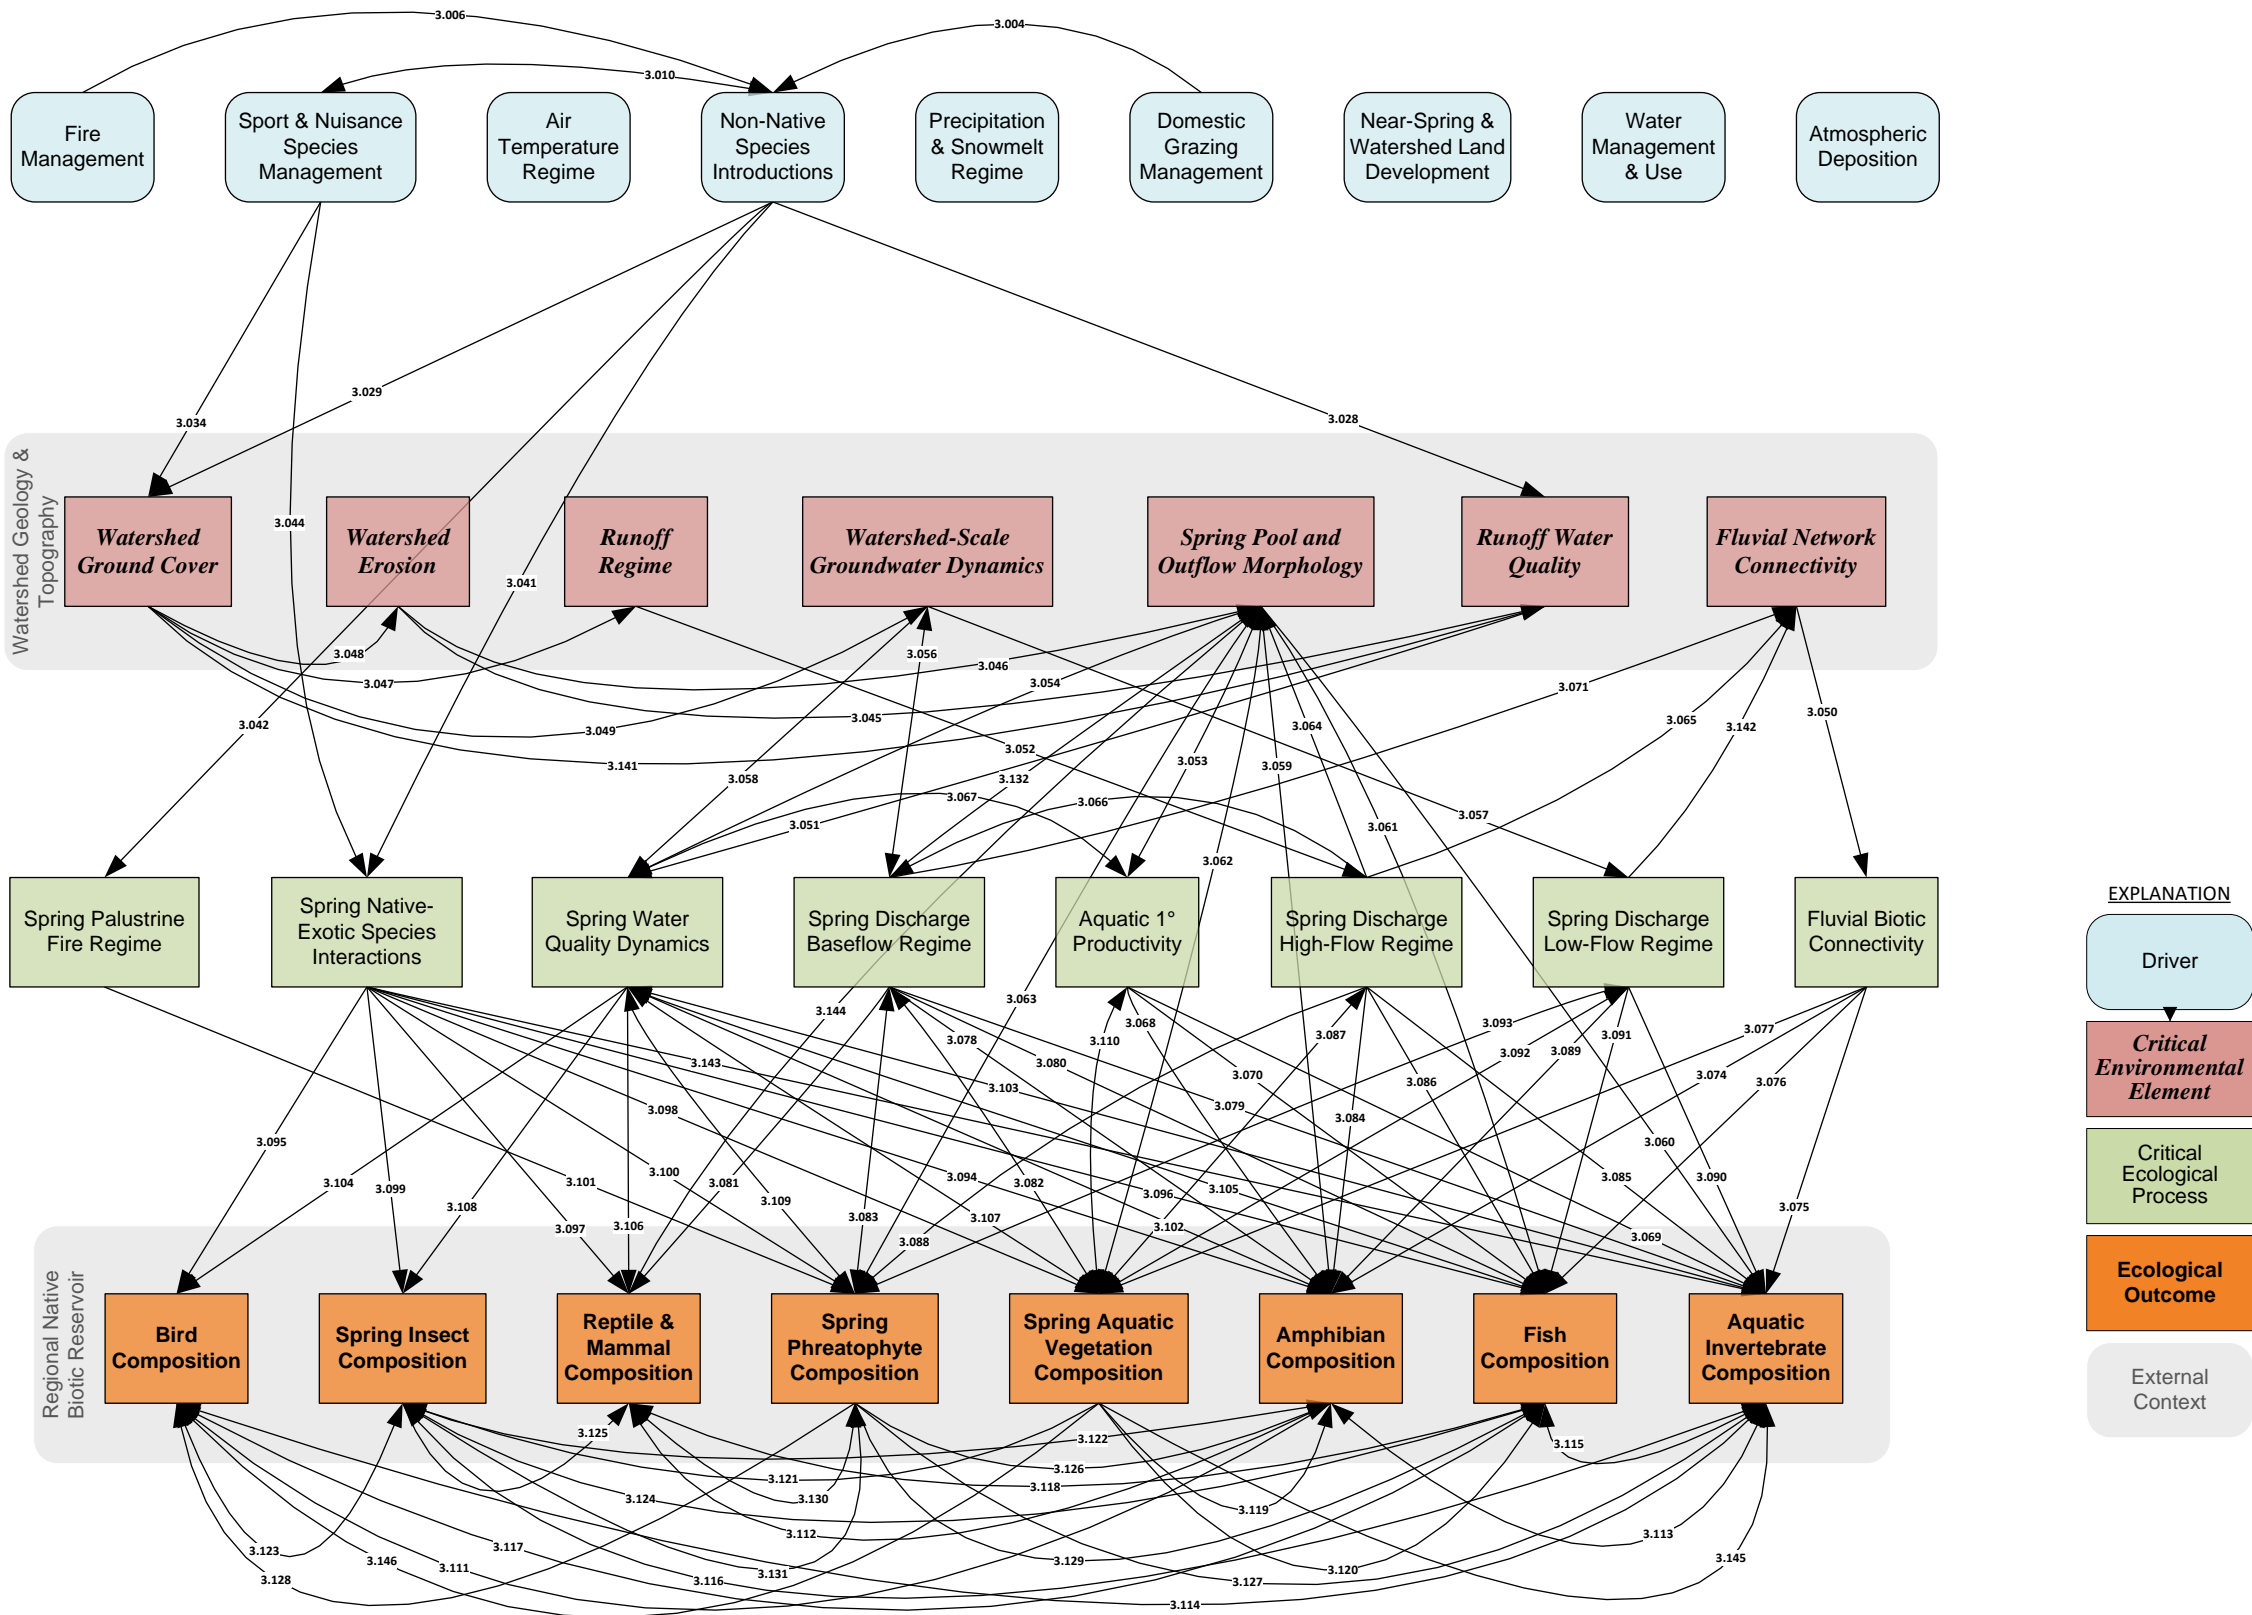 3.006
3.004
3.010
Fire
Management
Sport & Nuisance
Species
Management
Air
Temperature
Regime
Non-Native
Species
Introductions
Precipitation
& Snowmelt
Regime
Domestic
Grazing
Management
Near-Spring &
Watershed Land
Development
Water
Management
& Use
Atmospheric
Deposition
3.029
3.034
3.028
3.044
3.041
Watershed Geology &
Topography
Watershed
Ground Cover
Watershed
Erosion
Runoff
Regime
Watershed-Scale
Groundwater Dynamics
Spring Pool and
Outflow Morphology
Runoff Water
Quality
Fluvial Network
Connectivity
3.048
3.056
3.046
3.047
3.054
3.071
3.042
3.045
3.049
3.064
3.065
3.142
3.050
3.052
3.141
3.058
3.132
3.053
3.059
3.067
3.066
3.051
3.057
3.061
3.062
Spring Palustrine
Fire Regime
Spring Native-
Exotic Species
Interactions
Spring Water
Quality Dynamics
Spring Discharge
Baseflow Regime
Aquatic 1°
Productivity
Spring Discharge
High-Flow Regime
Spring Discharge
Low-Flow Regime
Fluvial Biotic
Connectivity
3.144
3.063
3.078
3.110
3.068
3.087
3.093
3.091
3.077
3.143
3.080
3.103
3.070
3.092
3.089
3.086
3.074
3.076
3.098
3.079
3.084
3.095
3.060
3.104
3.099
3.101
3.100
3.081
3.109
3.082
3.094
3.096
3.105
3.085
3.090
3.108
3.097
3.106
3.083
3.088
3.107
3.102
3.069
3.075
Regional Native
Biotic Reservoir
Bird
Composition
Spring Insect
Composition
Reptile &
Mammal
Composition
Spring
Phreatophyte
Composition
Spring Aquatic
Vegetation
Composition
Amphibian
Composition
Fish
Composition
Aquatic
Invertebrate
Composition
3.125
3.122
3.115
3.121
3.126
3.118
3.124
3.130
3.119
3.112
3.113
3.123
3.117
3.146
3.111
3.129
3.145
3.128
3.116
3.131
3.120
3.127
3.114
EXPLANATION
Driver
Critical
Environmental
Element
Critical
Ecological
Process
Ecological
Outcome
External
Context